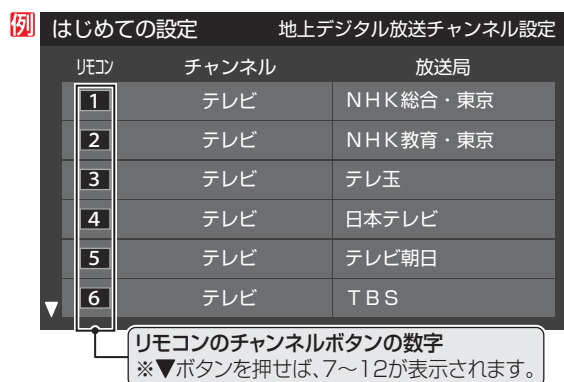 例
はじめての設定 地上デジタル放送チャンネル設定
リモコン チャンネル 放送局
1 テレビ NHK総合・東京
2 テレビ NHK教育・東京
3 テレビ テレ玉
4 テレビ 日本テレビ
5 テレビ テレビ朝日
▼ 6 テレビ TBS
リモコンのチャンネルボタンの数字
※▼ボタンを押せば、7〜12が表示されます。